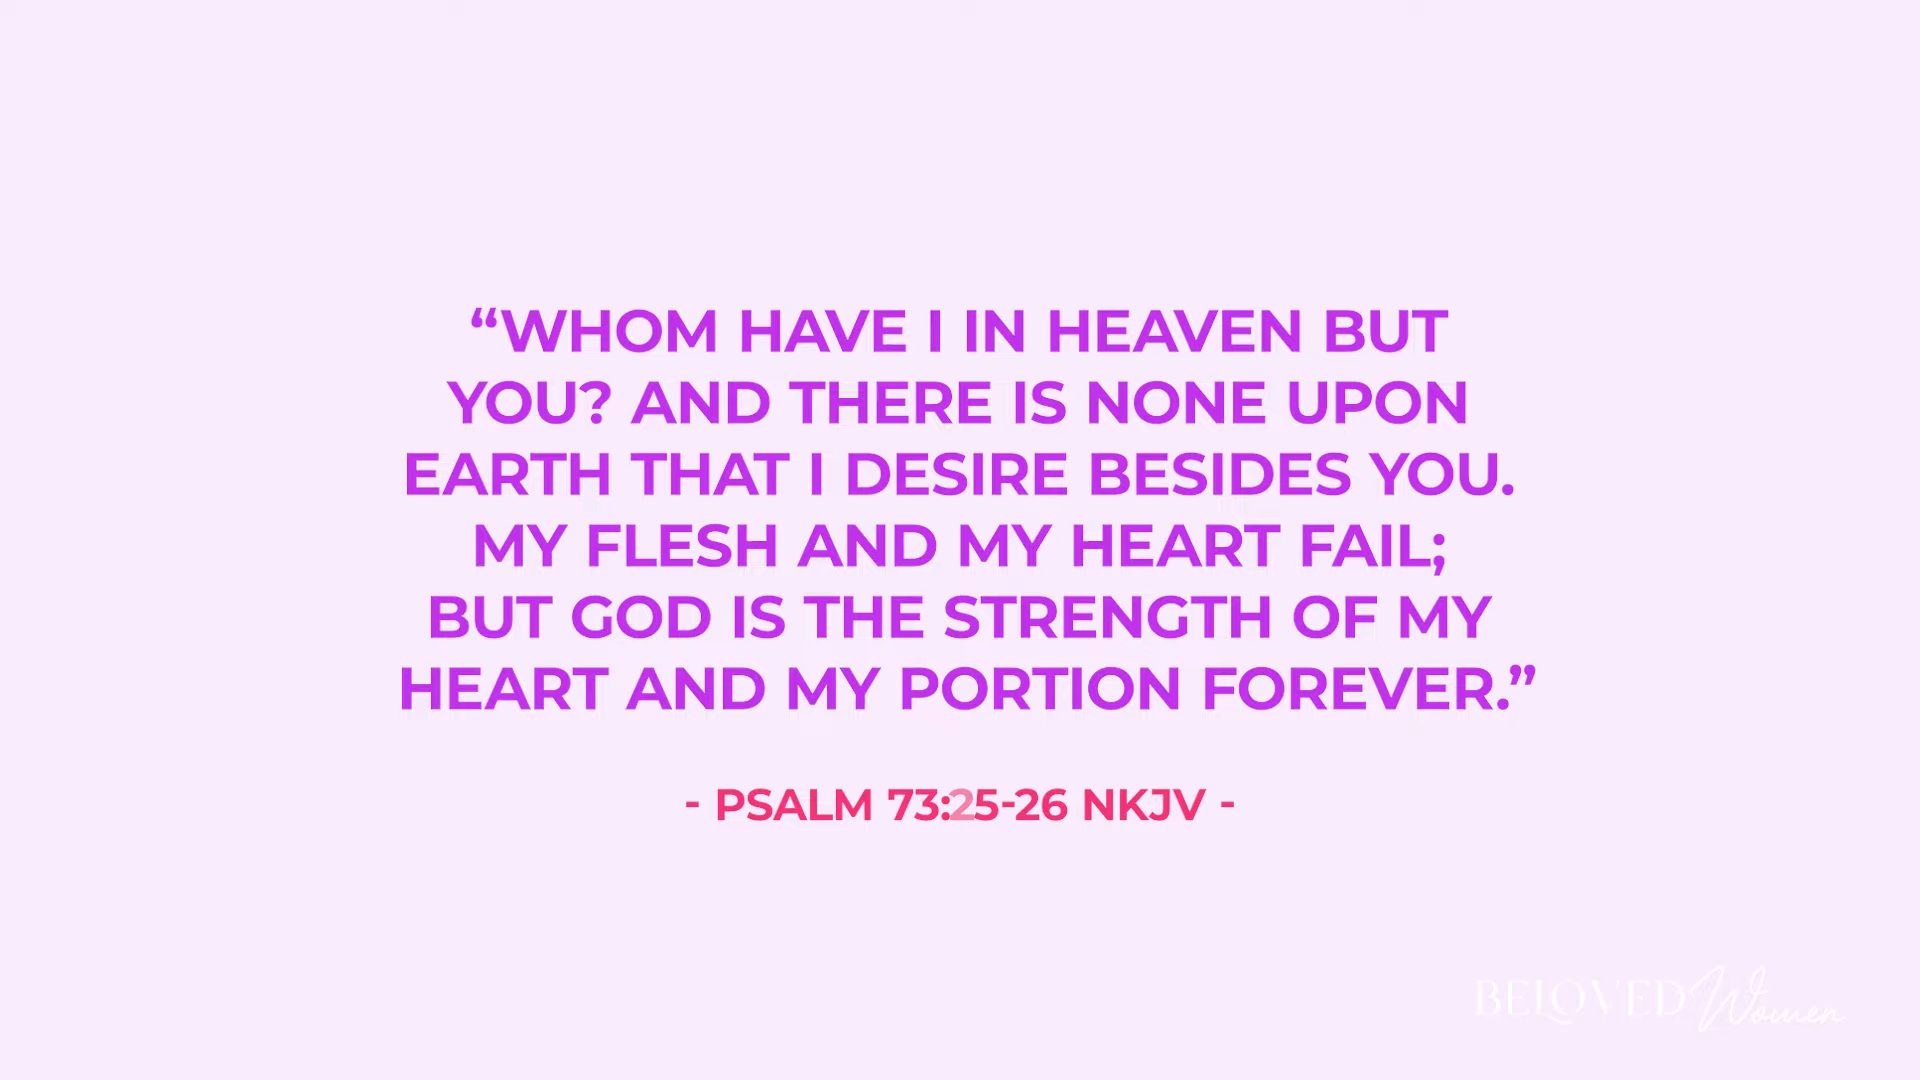 “WHOM HAVE I IN HEAVEN BUT
YOU? AND THERE IS NONE UPON
EARTH THAT I DESIRE BESIDES YOU.
MY FLESH AND MY HEART FAIL;
BUT GOD IS THE STRENGTH OF MY
HEART AND MY PORTION FOREVER.”
- PSALM 73:25-26 NKJV -
BELOVED Women